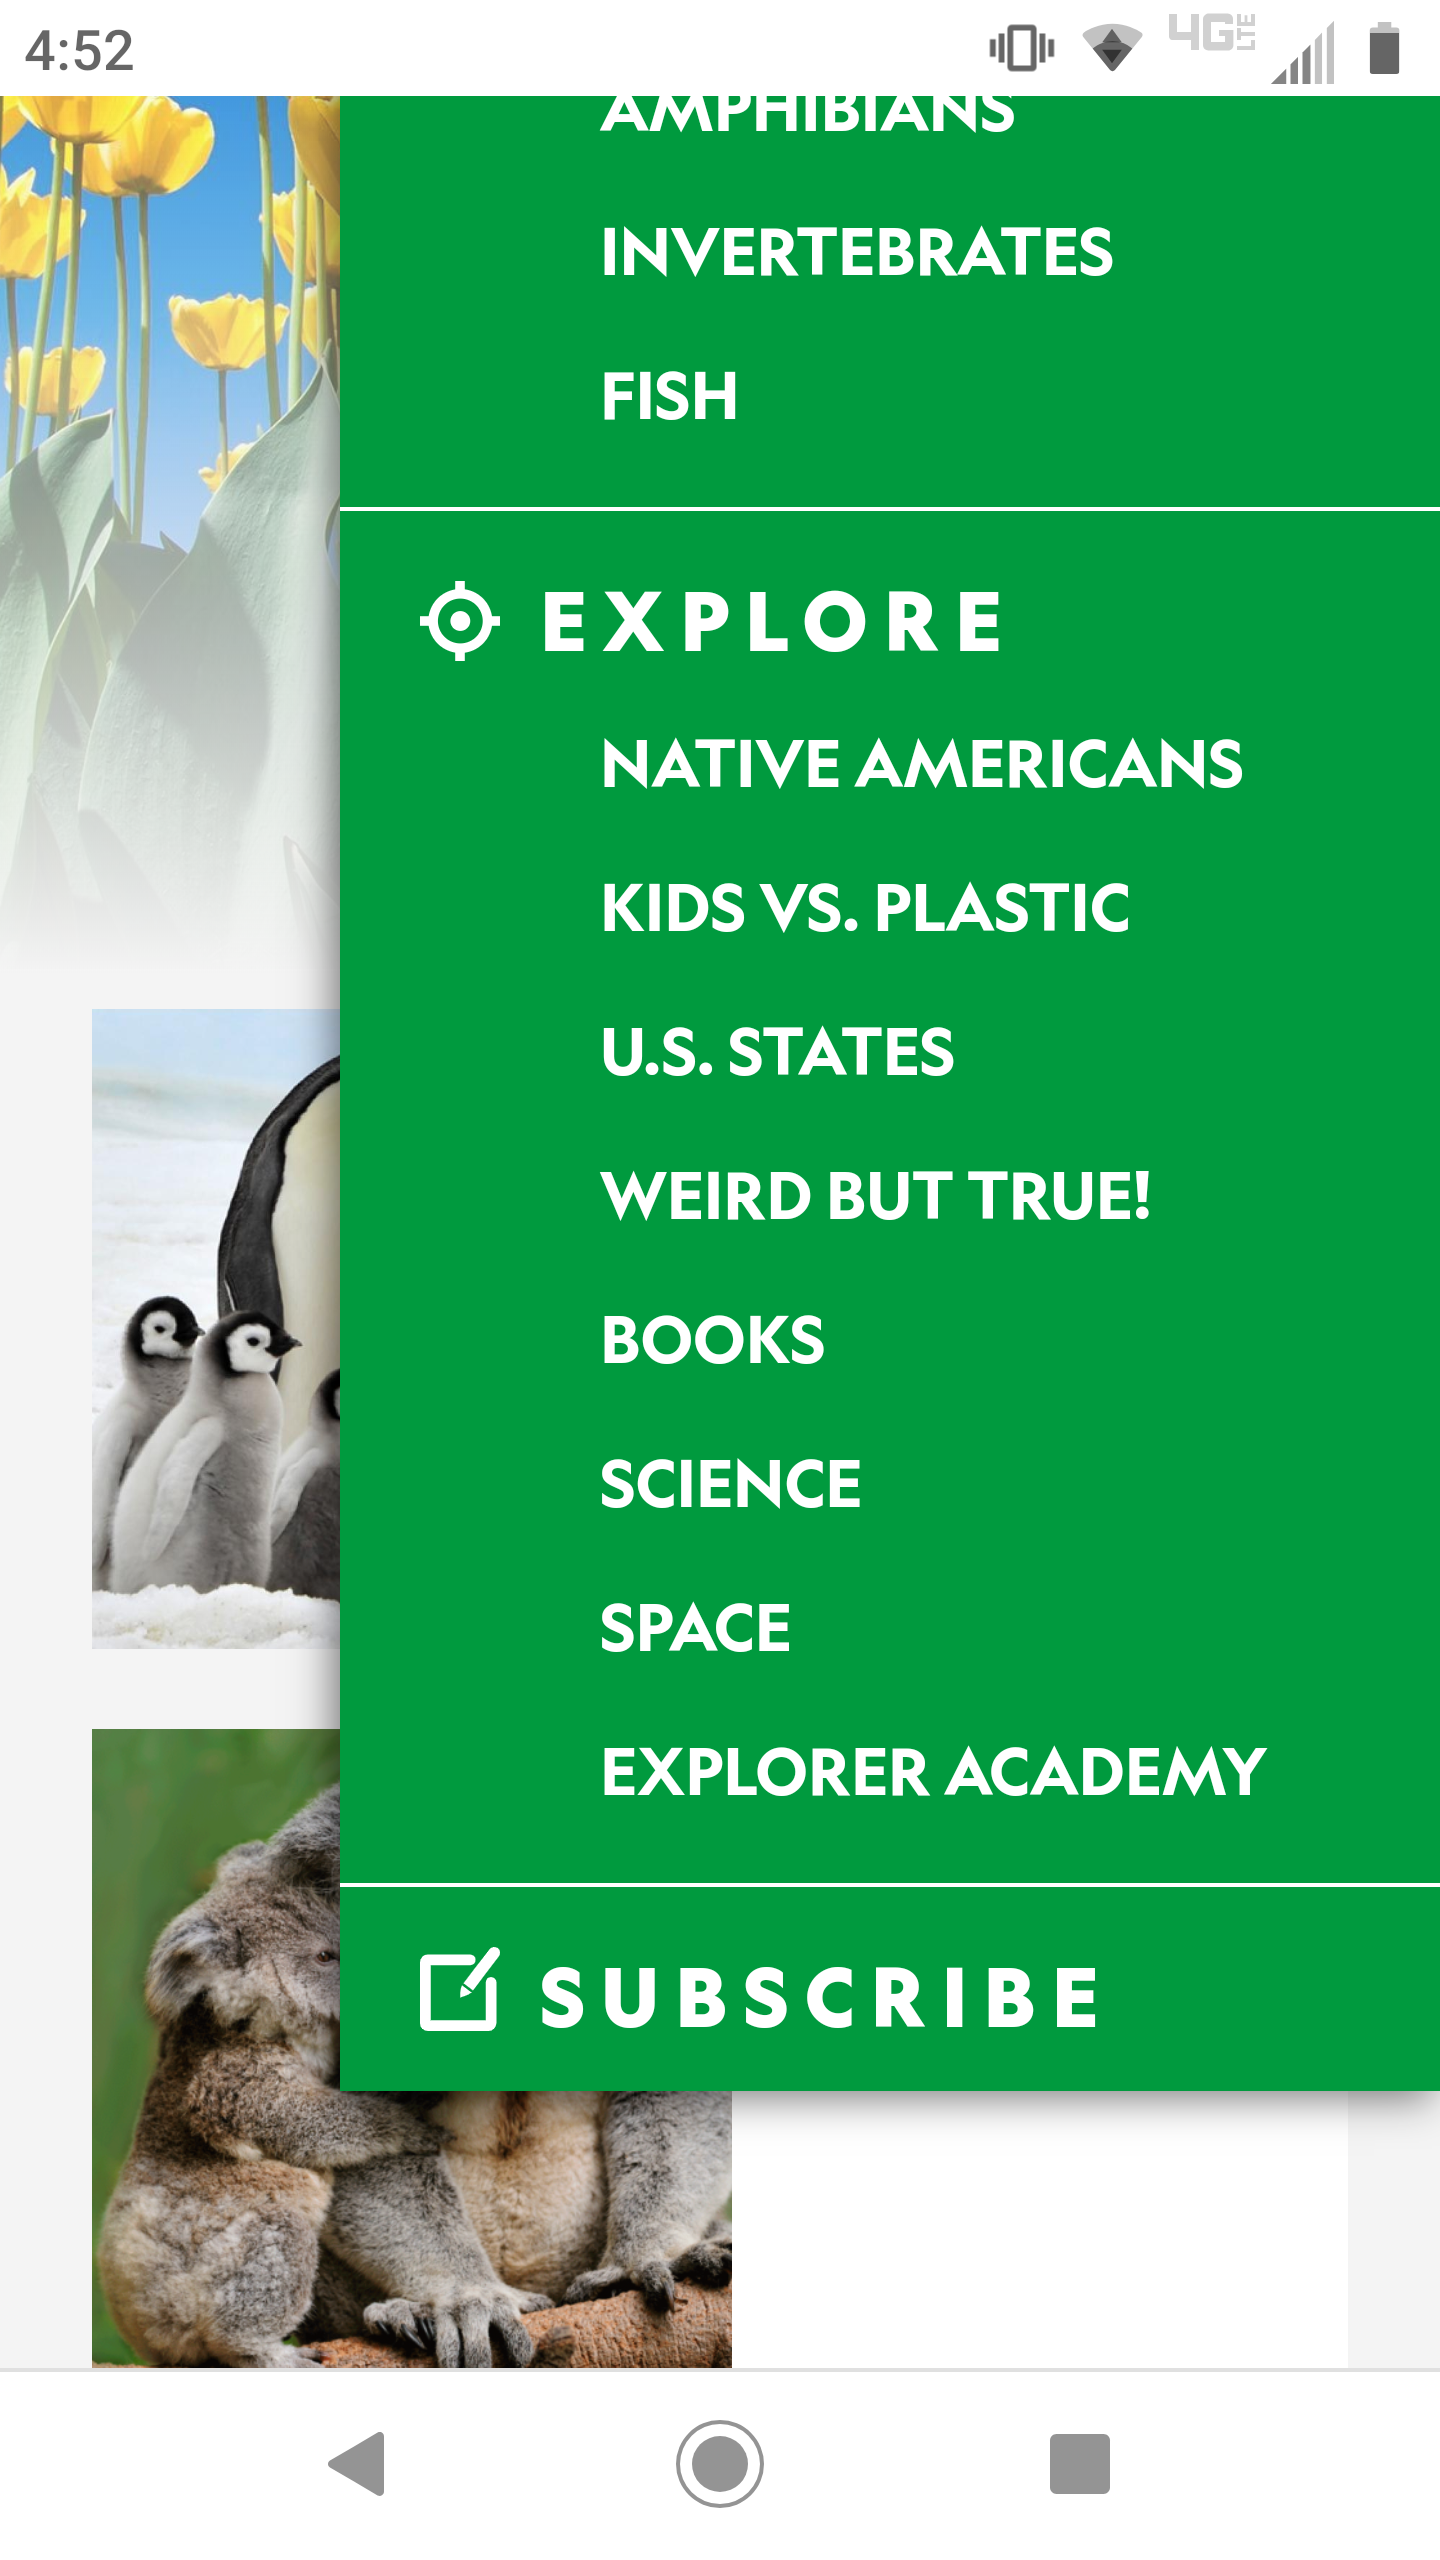 4:52
4G LTE
AMPHIBIANS
INVERTEBRATES
FISH
EXPLORE
NATIVE AMERICANS
KIDS VS. PLASTIC
U.S. STATES
WEIRD BUT TRUE!
BOOKS
SCIENCE
SPACE
EXPLORER ACADEMY
SUBSCRIBE